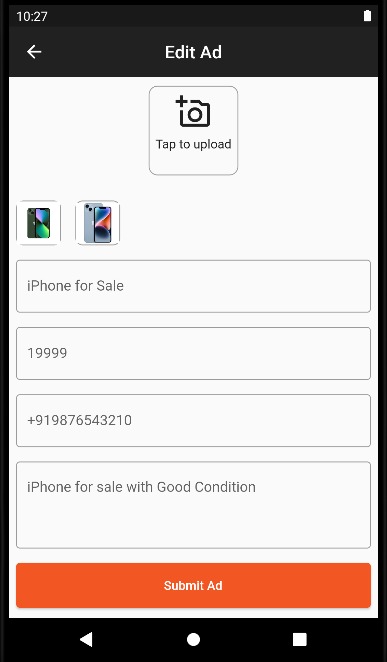 10:27
Edit Ad
Tap to upload
iPhone for Sale
19999
+919876543210
iPhone for sale with Good Condition
Submit Ad